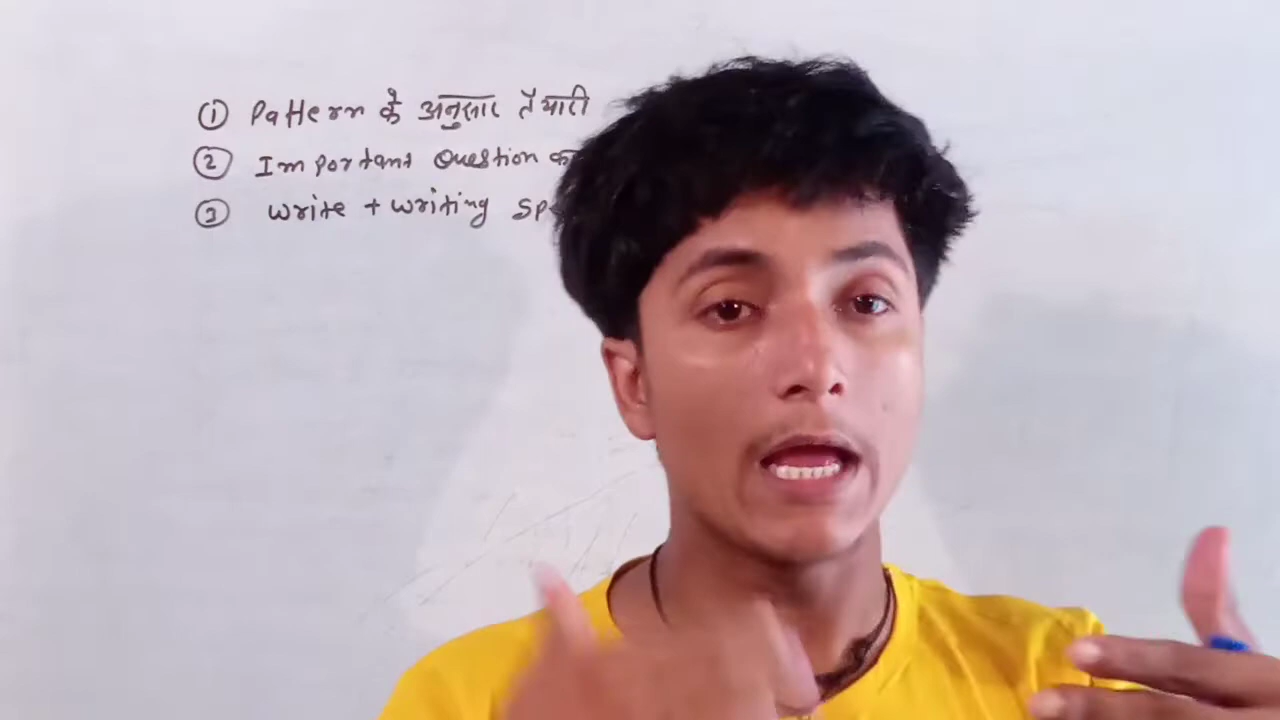 ① Pattern के अनुसार तैयारी
② Important Question
③ write + writing